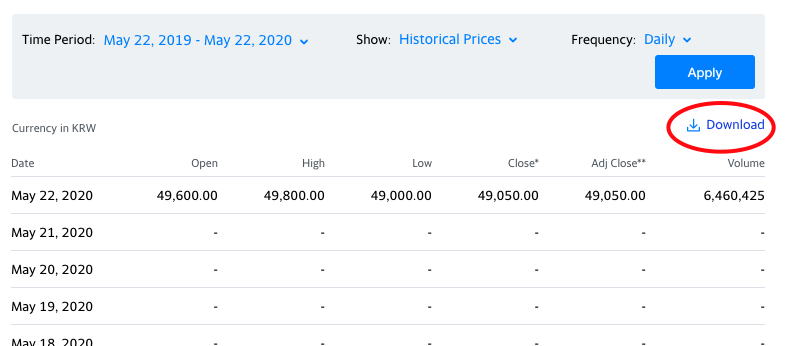 Time Period: May 22, 2019 - May 22, 2020 Show: Historical Prices Frequency: Daily
Apply
Currency in KRW Download
Date Open High Low Close* Adj Close** Volume
May 22, 2020 49,600.00 49,800.00 49,000.00 49,050.00 49,050.00 6,460,425
May 21, 2020 - - - - - -
May 20, 2020 - - - - - -
May 19, 2020 - - - - - -
May 18, 2020 - - - - - -